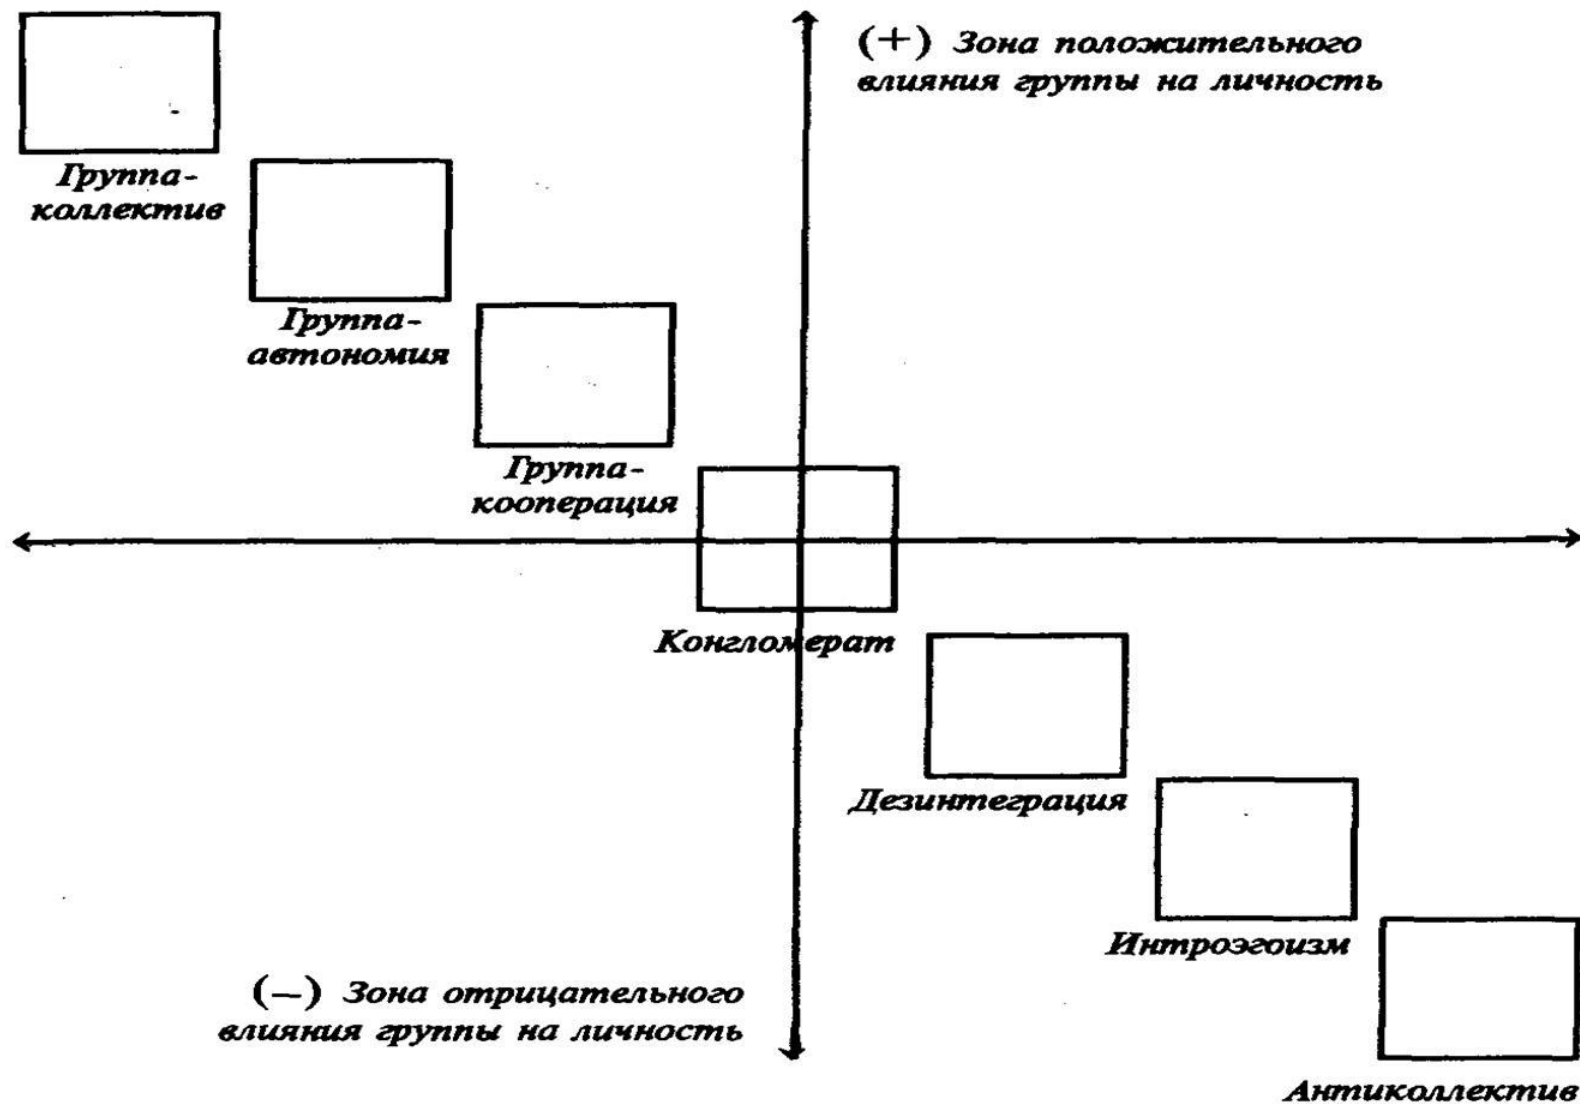 (+) Зона положительного
влияния группы на личность
Группа-
коллектив
Группа-
автономия
Группа-
кооперация
Конгломерат
Дезинтеграция
Интроэгоизм
(—) Зона отрицательного
влияния группы на личность
Антиколлектив